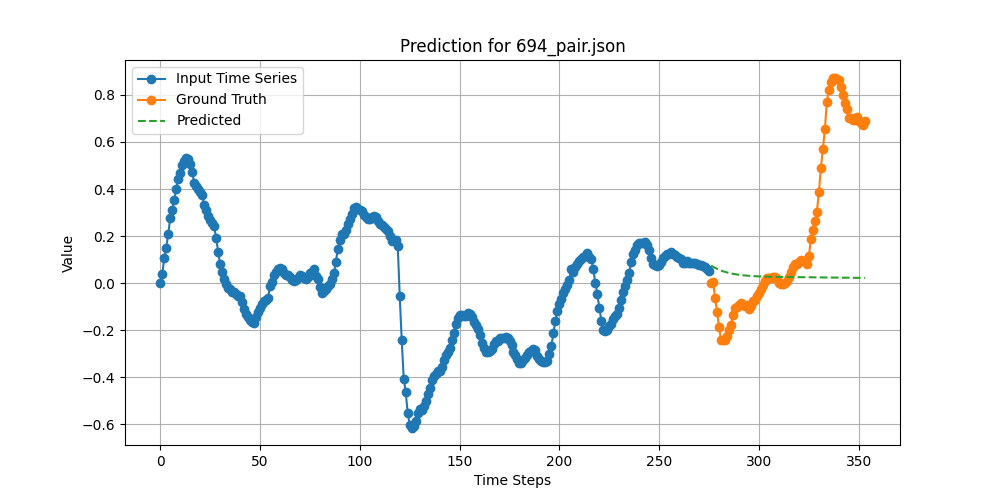 Prediction for 694_pair.json
Input Time Series
Ground Truth
Predicted
Value
0.8
0.6
0.4
0.2
0.0
−0.2
−0.4
−0.6
0 50 100 150 200 250 300 350
Time Steps